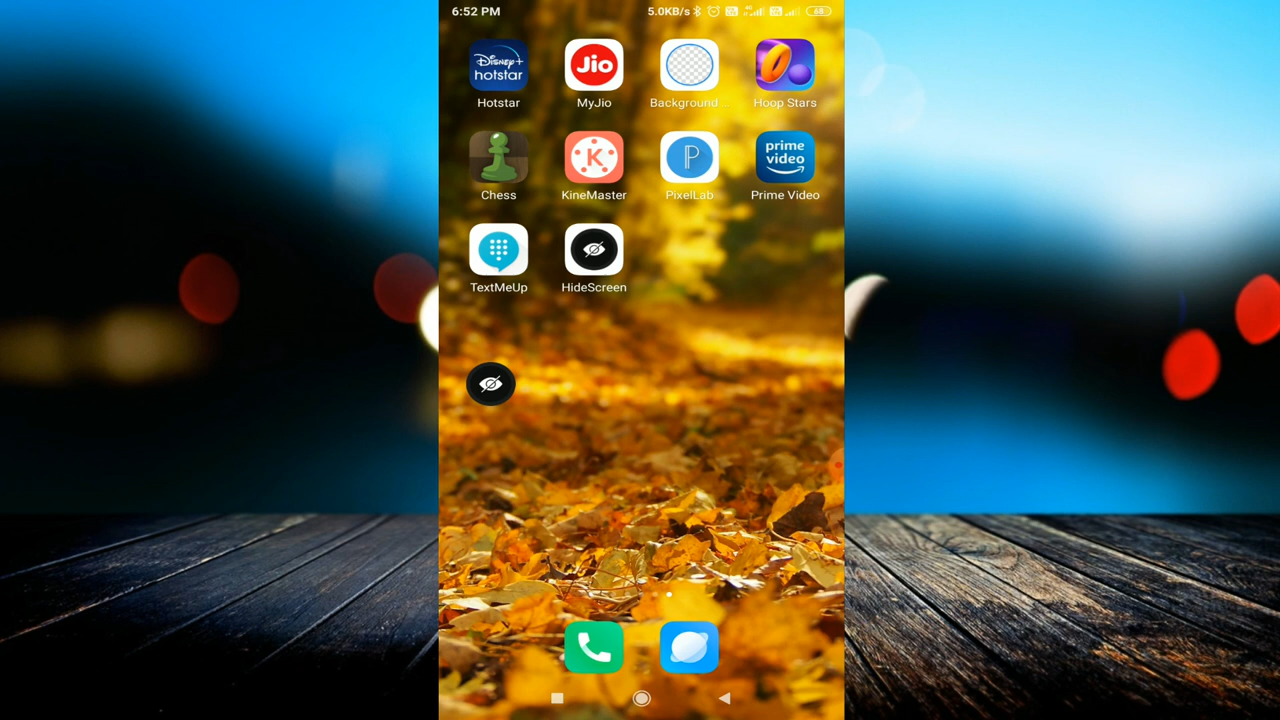 6:52 PM 5.0KB/s 4G 68
Disney+
hotstar
Jio
Hotstar MyJio Background ... Hoop Stars
K P prime
video
Chess KineMaster PixelLab Prime Video
TextMeUp HideScreen